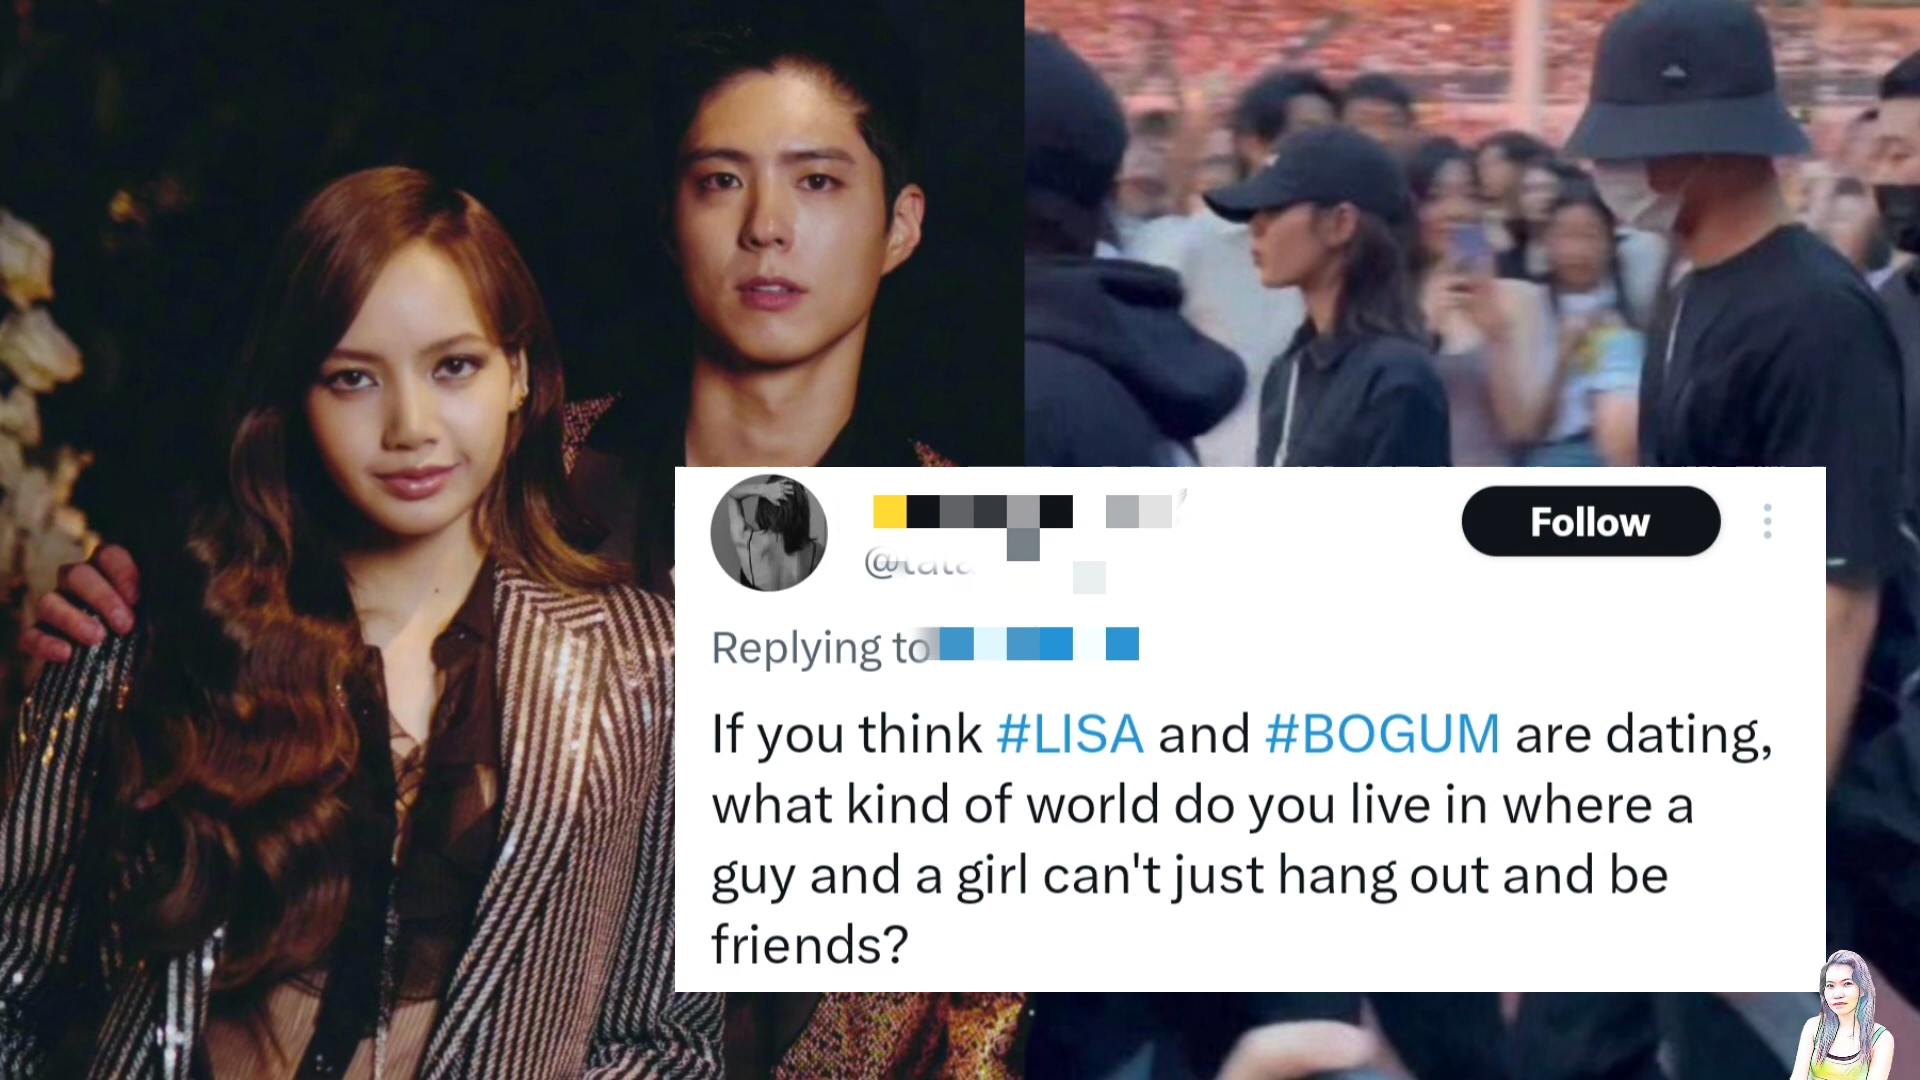 Follow
Replying to
If you think #LISA and #BOGUM are dating,
what kind of world do you live in where a
guy and a girl can't just hang out and be
friends?